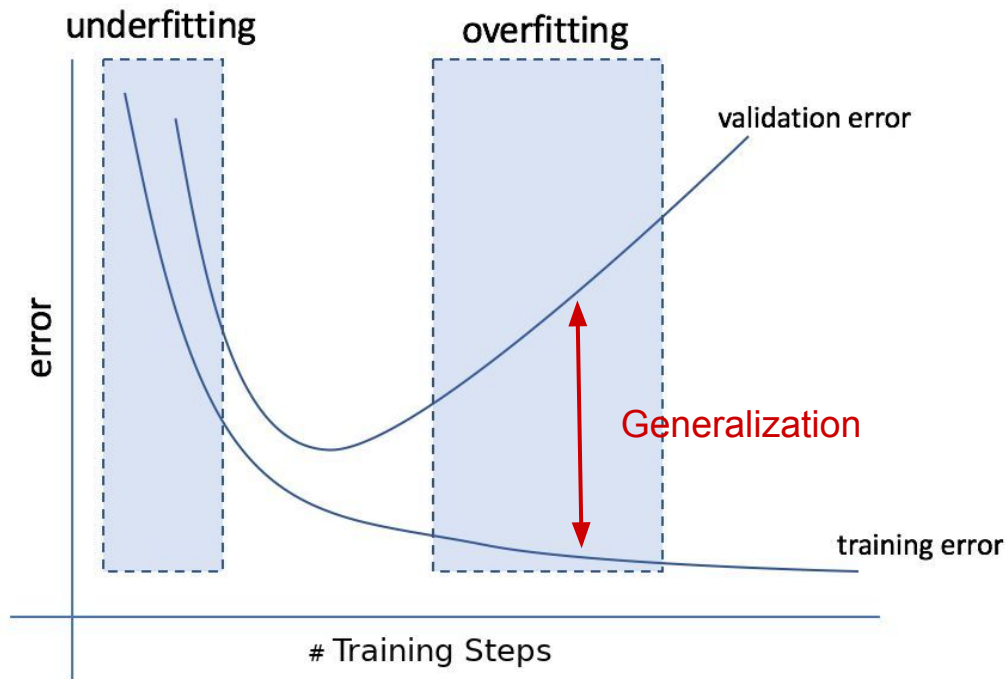 underfitting
overfitting
validation error
error
Generalization
training error
# Training Steps